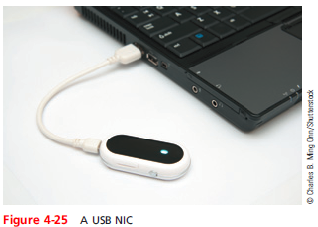 © Charles B. Ming Onn/Shutterstock
Figure 4-25 A USB NIC